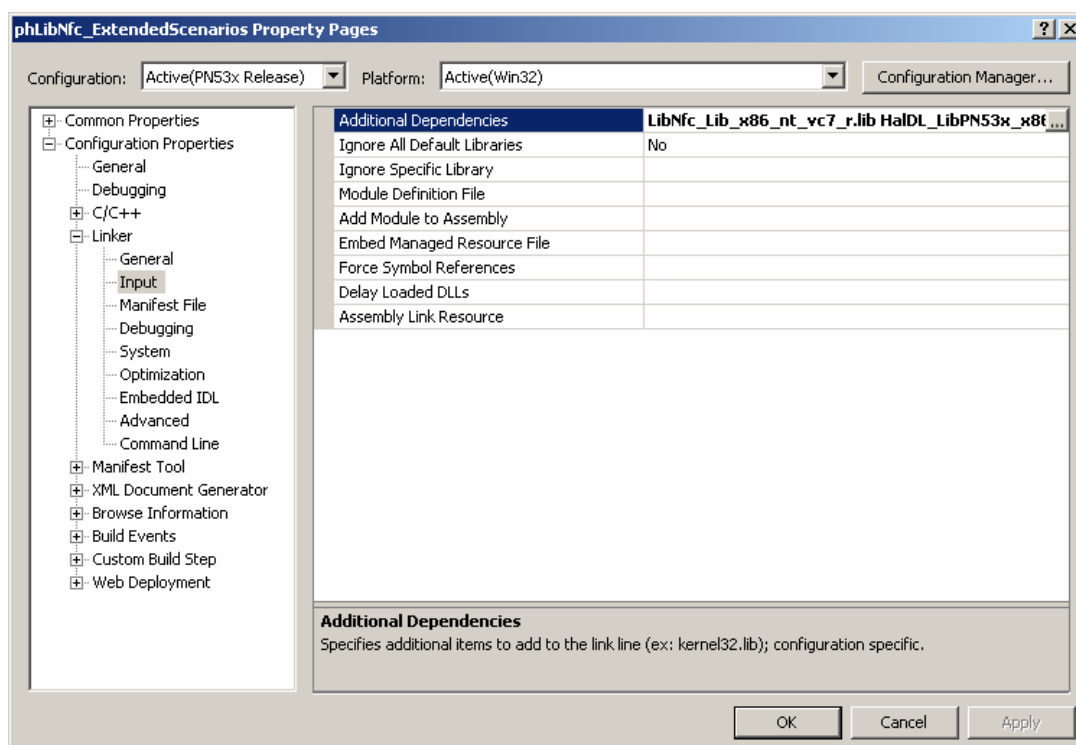 phLibNfc_ExtendedScenarios Property Pages
Configuration: Active(PN53x Release) Platform: Active(Win32) Configuration Manager...
Common Properties
Configuration Properties
General
Debugging
C/C++
Linker
General
Input
Manifest File
Debugging
System
Optimization
Embedded IDL
Advanced
Command Line
Manifest Tool
XML Document Generator
Browse Information
Build Events
Custom Build Step
Web Deployment
Additional Dependencies LibNfc_Lib_x86_nt_vc7_r.lib HalDL_LibPN53x_x86 ...
Ignore All Default Libraries No
Ignore Specific Library
Module Definition File
Add Module to Assembly
Embed Managed Resource File
Force Symbol References
Delay Loaded DLLs
Assembly Link Resource
Additional Dependencies
Specifies additional items to add to the link line (ex: kernel32.lib); configuration specific.
OK Cancel Apply